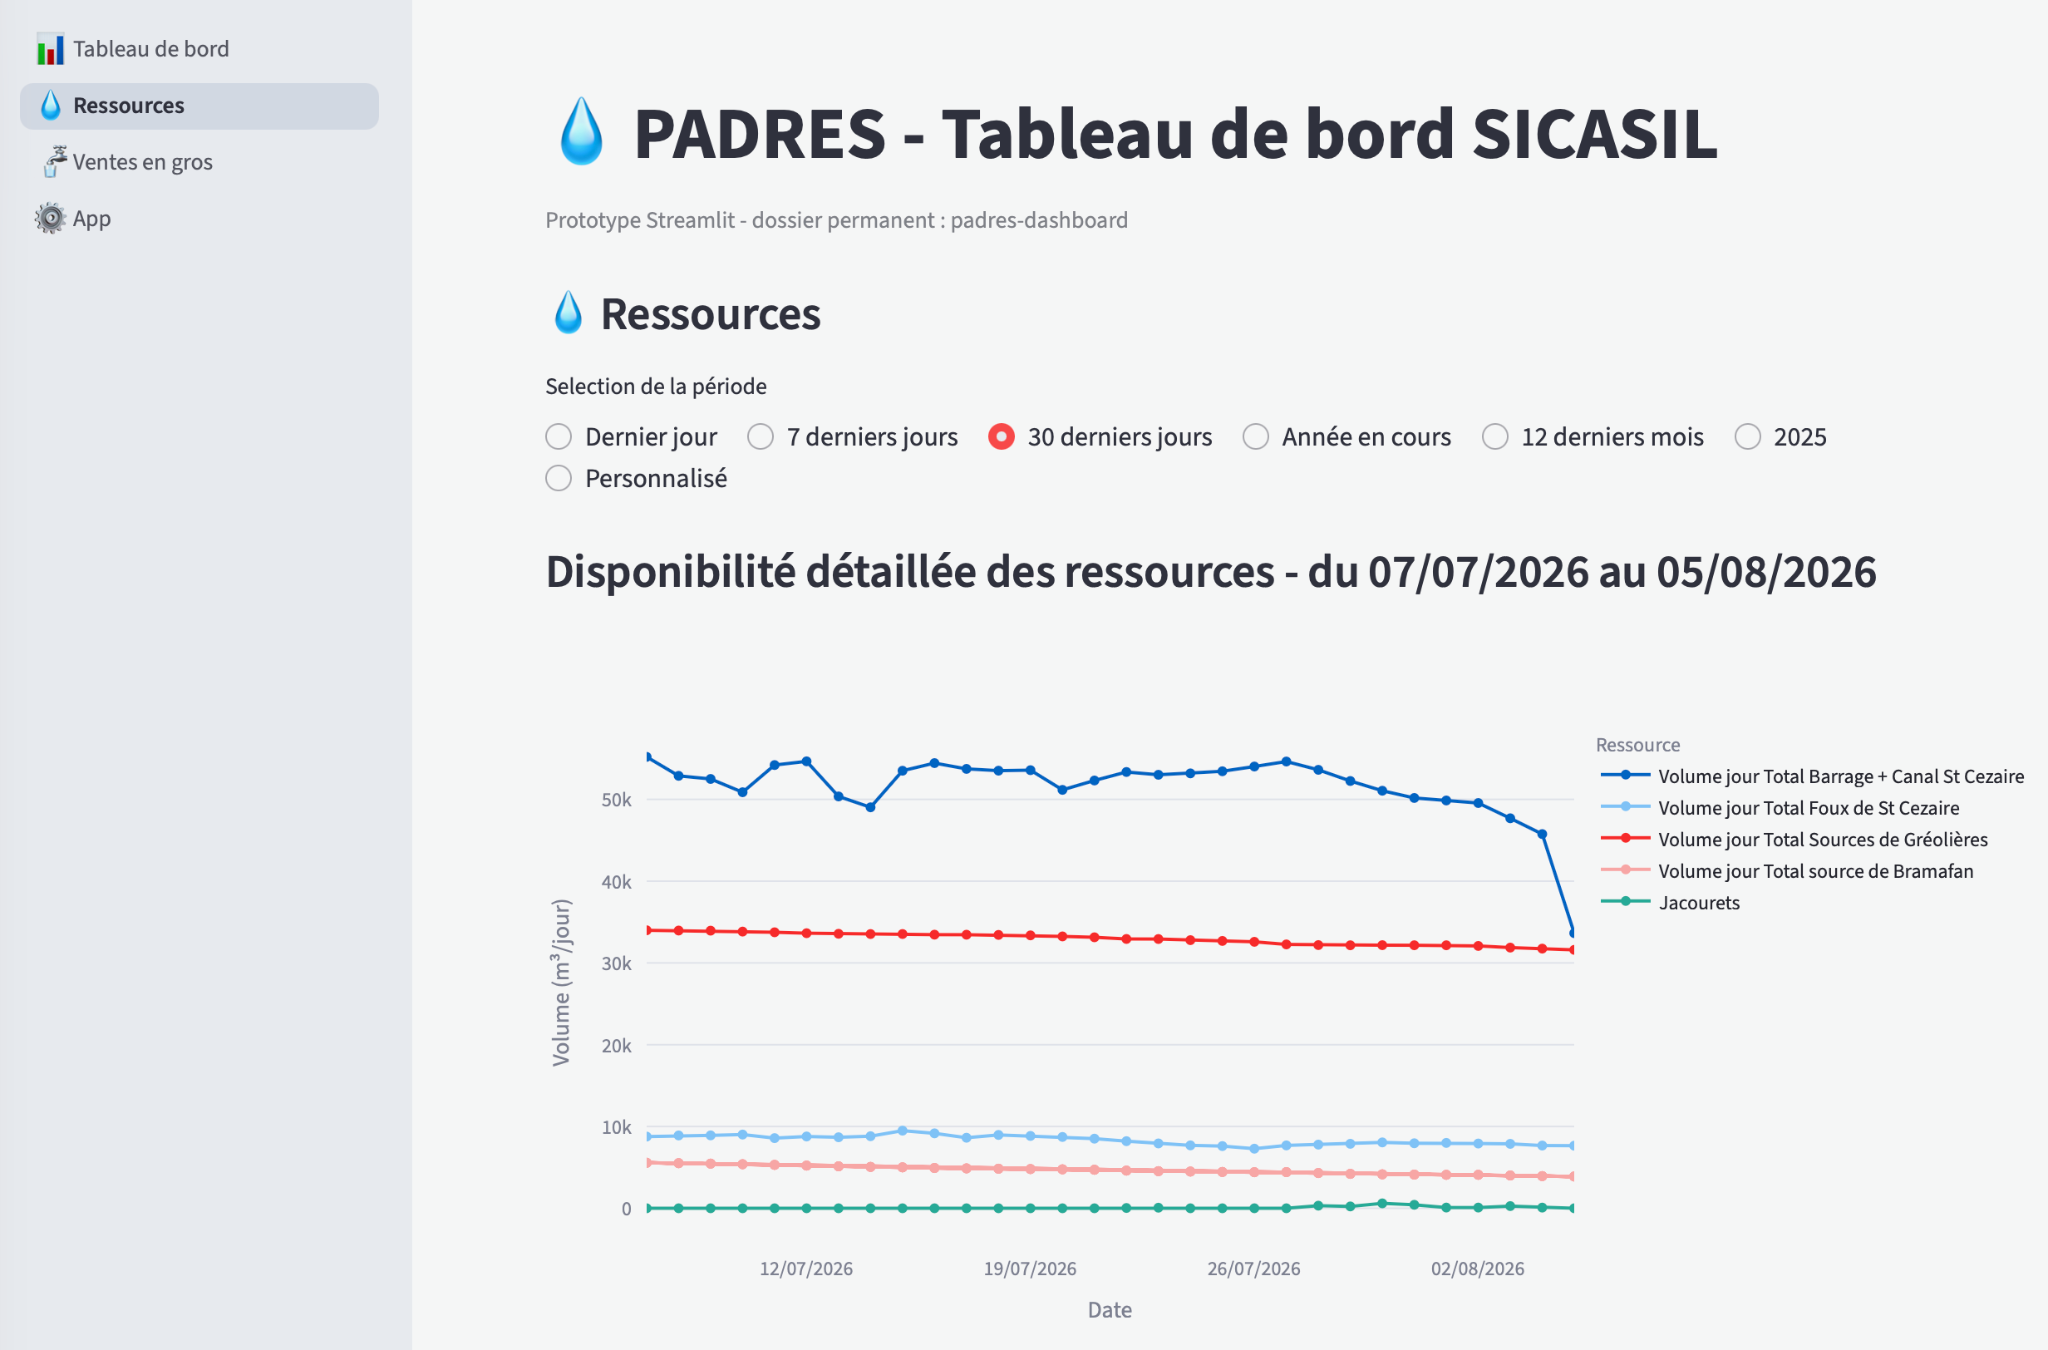 Tableau de bord
Ressources
Ventes en gros
App
PADRES - Tableau de bord SICASIL
Prototype Streamlit - dossier permanent : padres-dashboard
Ressources
Selection de la période
Dernier jour
7 derniers jours
30 derniers jours
Année en cours
12 derniers mois
2025
Personnalisé
Disponibilité détaillée des ressources - du 07/07/2026 au 05/08/2026
Ressource
Volume jour Total Barrage + Canal St Cezaire
Volume jour Total Foux de St Cezaire
Volume jour Total Sources de Gréolières
Volume jour Total source de Bramafan
Jacourets
Volume (m³/jour)
50k
40k
30k
20k
10k
0
12/07/2026
19/07/2026
26/07/2026
02/08/2026
Date